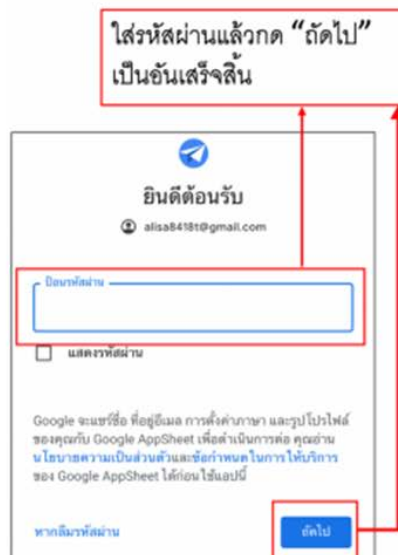 ใส่รหัสผ่านแล้วกด “ถัดไป”
เป็นอันเสร็จสิ้น
ยินดีต้อนรับ
alisa8418t@gmail.com
ป้อนรหัสผ่าน
แสดงรหัสผ่าน
Google จะแชร์ชื่อ ที่อยู่อีเมล การตั้งค่าภาษา และรูปโปรไฟล์
ของคุณกับ Google AppSheet เพื่อดำเนินการต่อ คุณอ่าน
นโยบายความเป็นส่วนตัวและข้อกำหนดในการให้บริการ
ของ Google AppSheet ได้ก่อนใช้แอปนี้
หากลืมรหัสผ่าน
ถัดไป